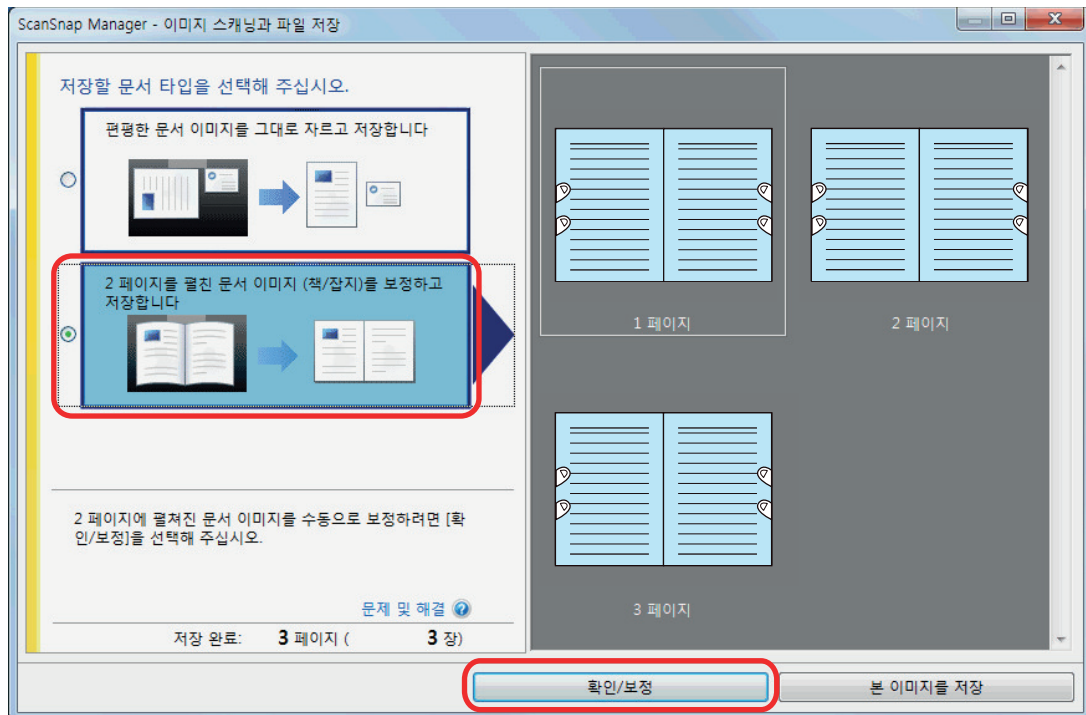 ScanSnap Manager - 이미지 스캐닝과 파일 저장
저장할 문서 타입을 선택해 주십시오.
편평한 문서 이미지를 그대로 자르고 저장합니다
2 페이지를 펼친 문서 이미지 (책/잡지)를 보정하고
저장합니다
2 페이지에 펼쳐진 문서 이미지를 수동으로 보정하려면 [확
인/보정]을 선택해 주십시오.
문제 및 해결
저장 완료: 3 페이지 ( 3 장)
1 페이지
2 페이지
3 페이지
확인/보정
본 이미지를 저장